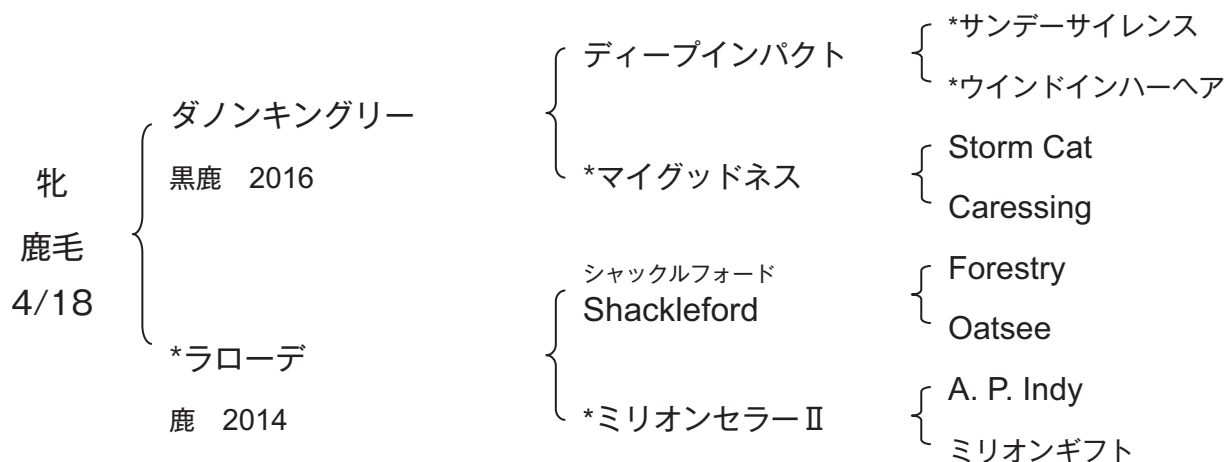 牝
鹿毛
4/18
ダノンキングリー
黒鹿　2016
*ラローデ
鹿　2014
ディープインパクト
*マイグッドネス
シャックルフォード
Shackleford
*ミリオンセラーⅡ
*サンデーサイレンス
*ウインドインハーヘア
Storm Cat
Caressing
Forestry
Oatsee
A. P. Indy
ミリオンギフト